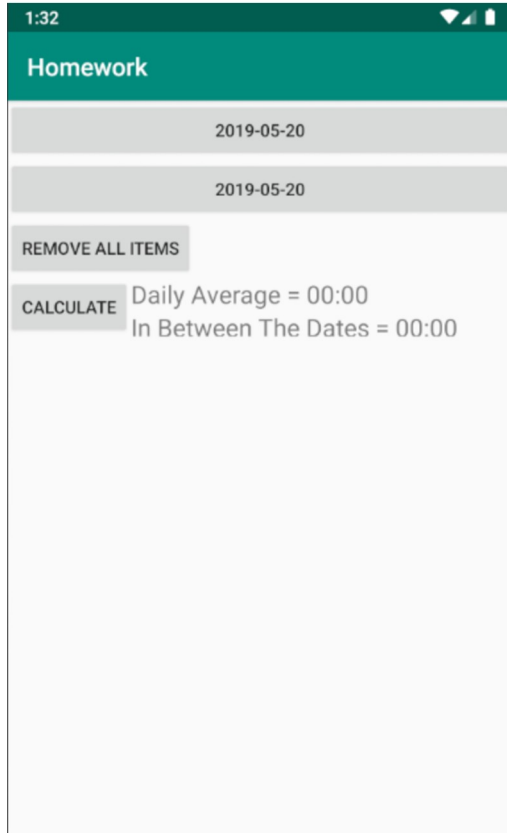 1:32
Homework
2019-05-20
2019-05-20
REMOVE ALL ITEMS
CALCULATE
Daily Average = 00:00
In Between The Dates = 00:00